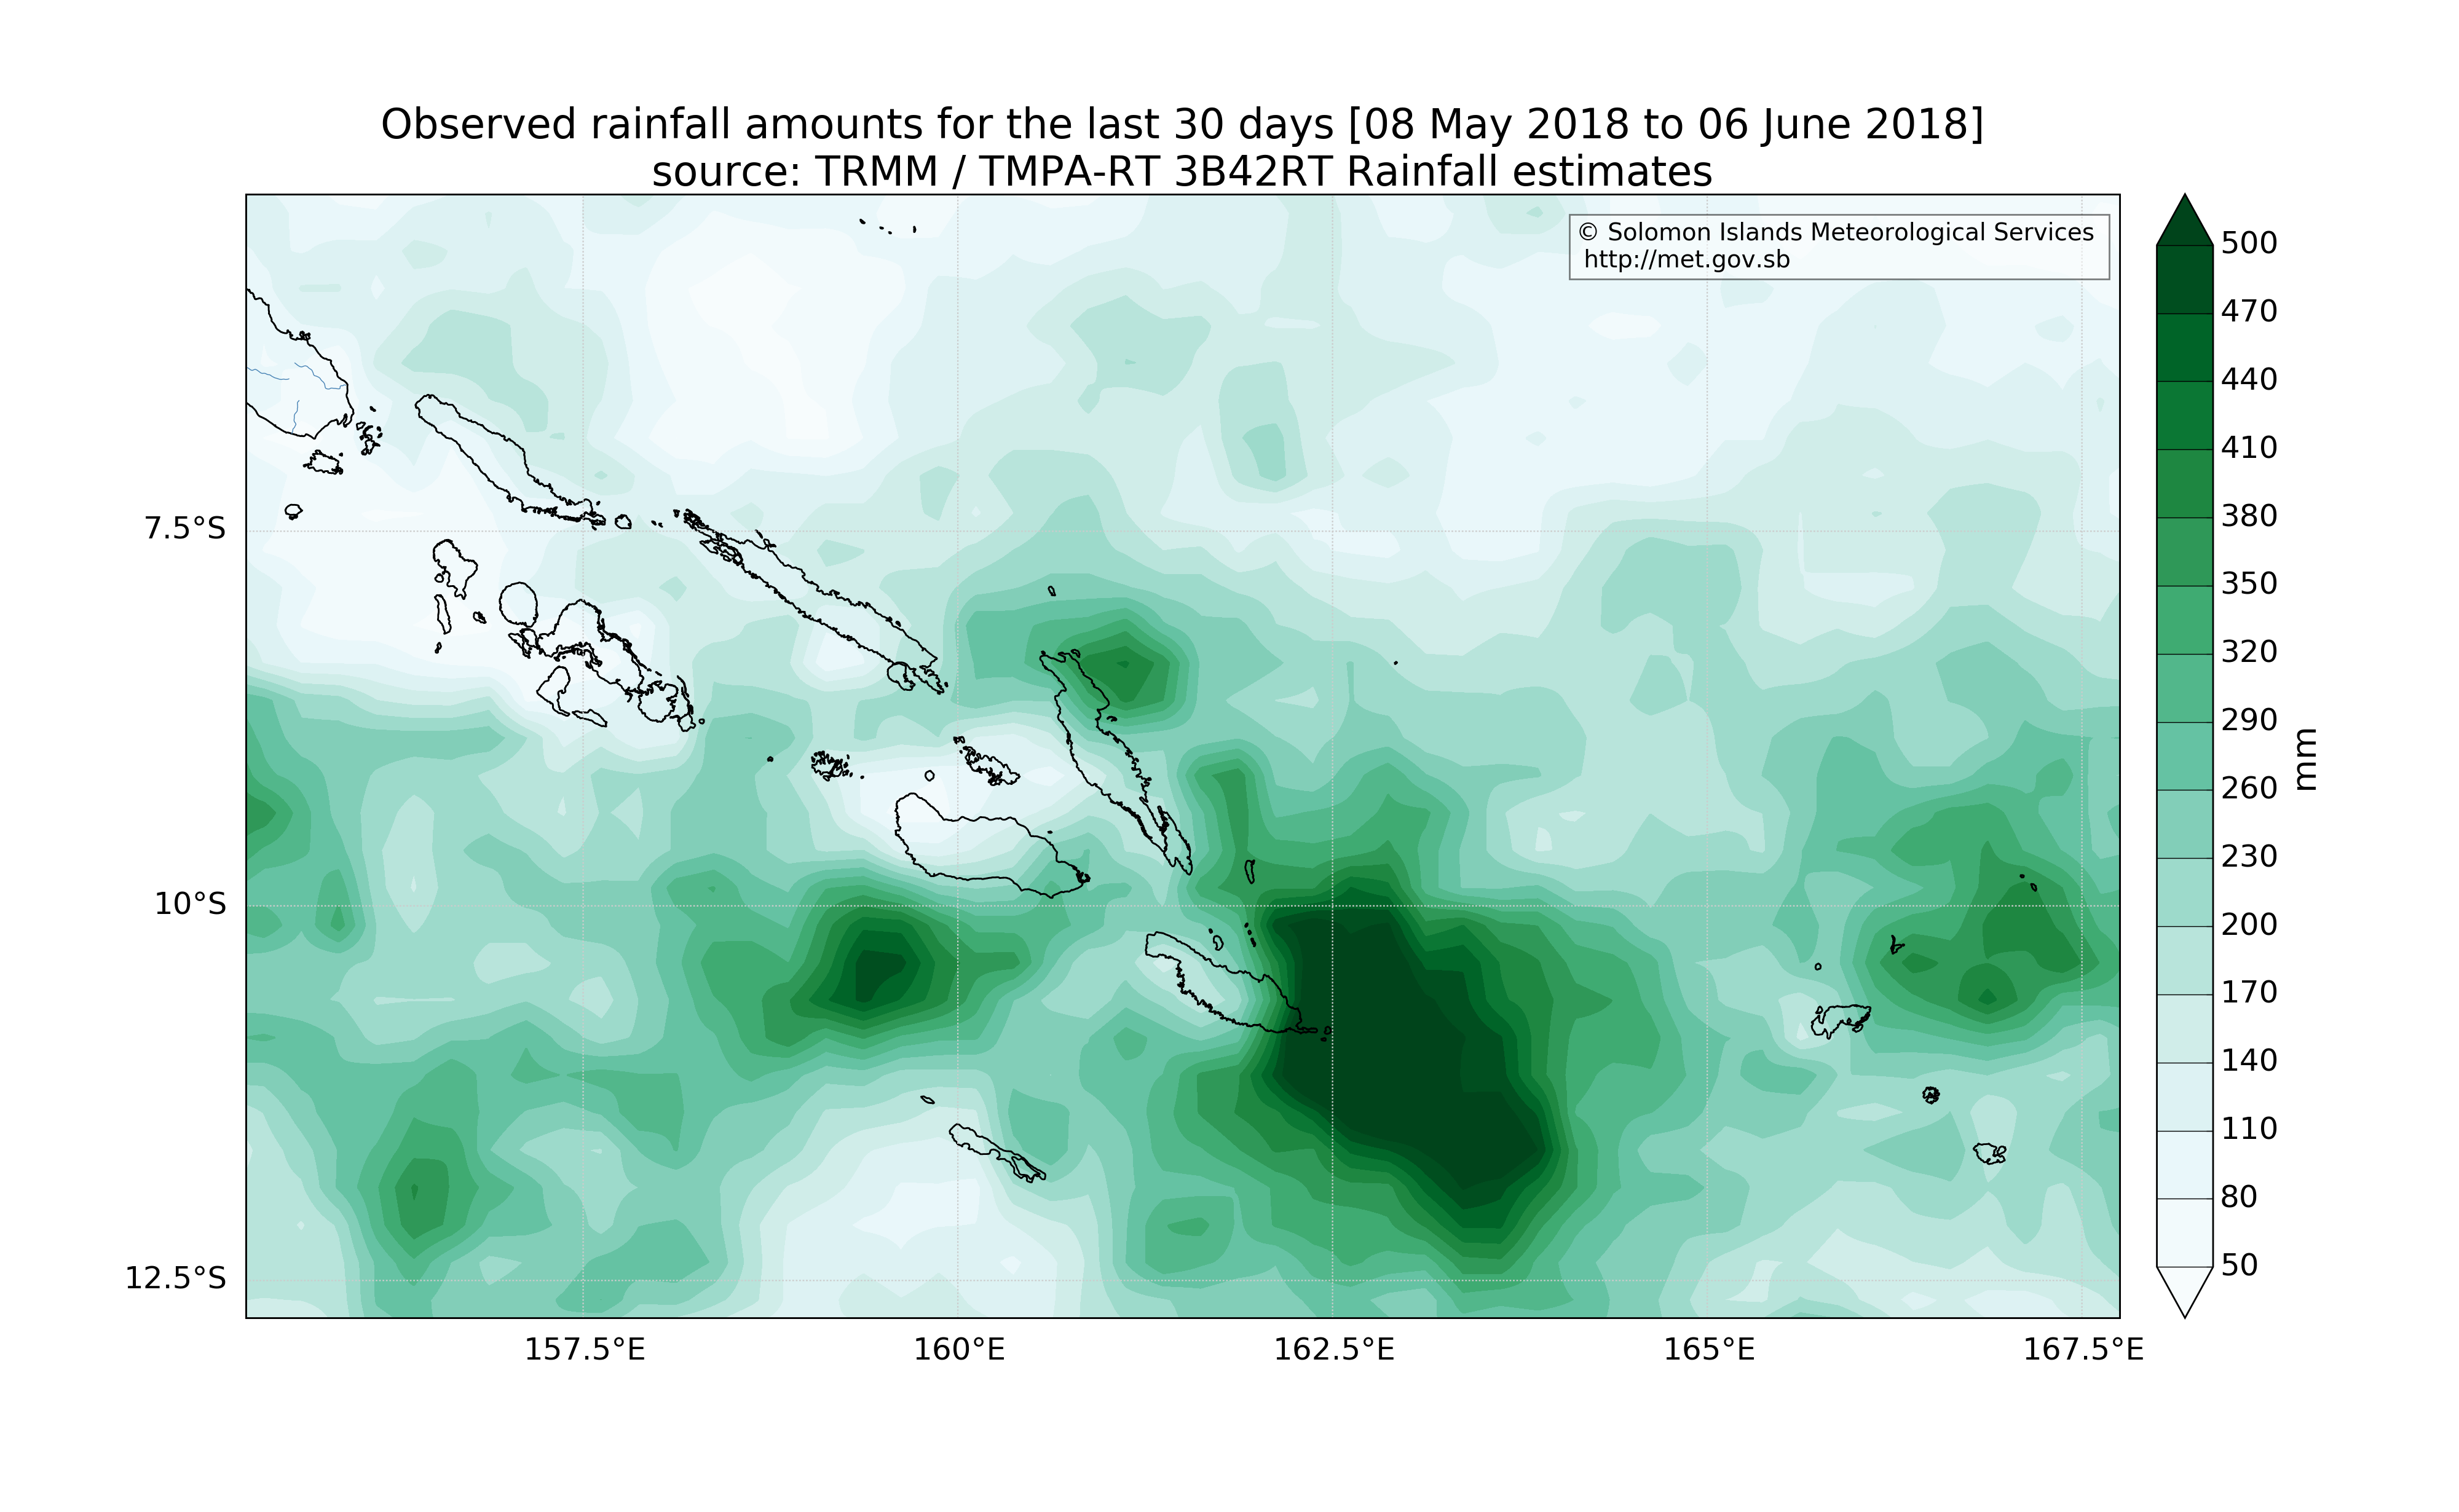 Observed rainfall amounts for the last 30 days [08 May 2018 to 06 June 2018]
source: TRMM / TMPA-RT 3B42RT Rainfall estimates
© Solomon Islands Meteorological Services
http://met.gov.sb
7.5°S
10°S
12.5°S
157.5°E
160°E
162.5°E
165°E
167.5°E
500
470
440
410
380
350
320
290
260
230
200
170
140
110
80
50
mm